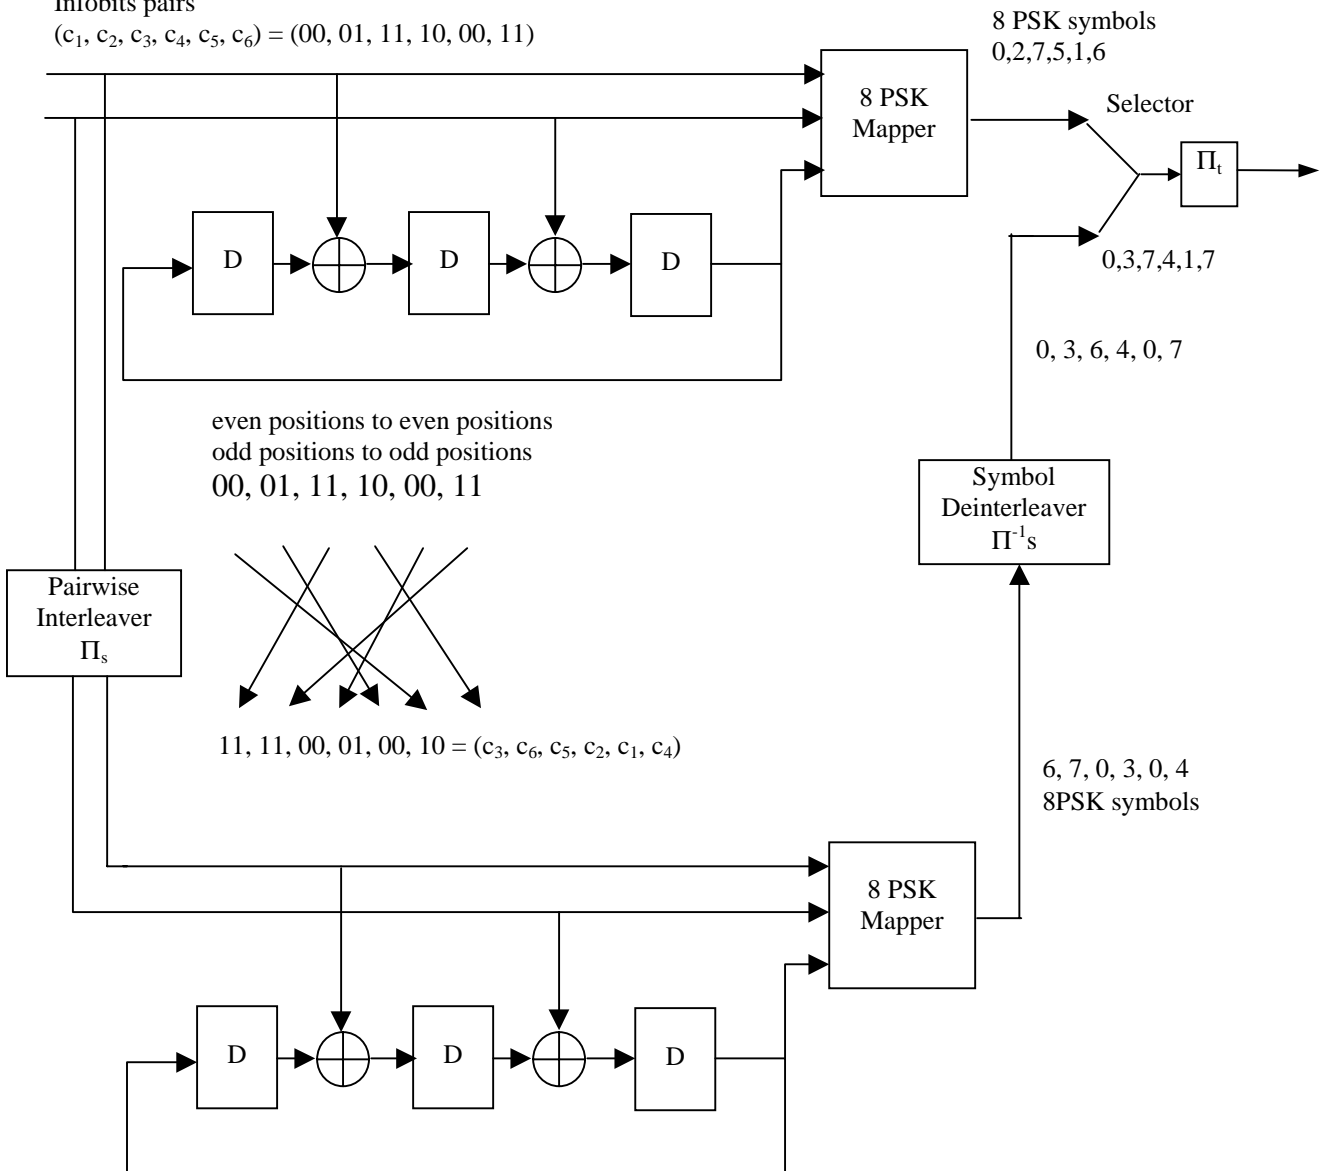 Infobits pairs
(c1, c2, c3, c4, c5, c6) = (00, 01, 11, 10, 00, 11)
8 PSK symbols
0,2,7,5,1,6
8 PSK
Mapper
Selector
Πt
D
D
D
0,3,7,4,1,7
0, 3, 6, 4, 0, 7
even positions to even positions
odd positions to odd positions
00, 01, 11, 10, 00, 11
Symbol
Deinterleaver
Π-1s
Pairwise
Interleaver
Πs
11, 11, 00, 01, 00, 10 = (c3, c6, c5, c2, c1, c4)
6, 7, 0, 3, 0, 4
8PSK symbols
8 PSK
Mapper
D
D
D